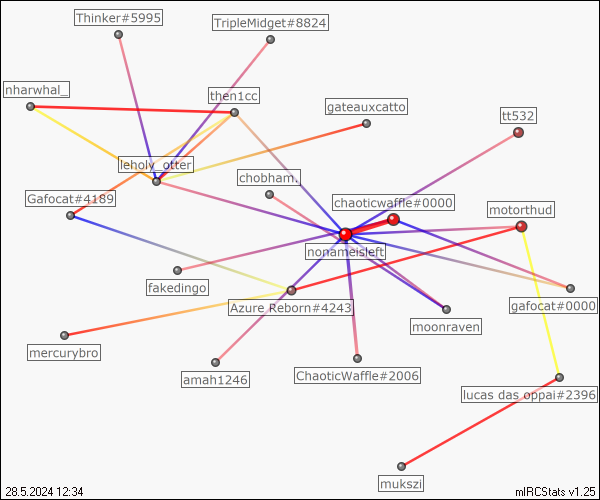 Thinker#5995
TripleMidget#8824
nharwhal_
then1cc
gateauxcatto
tt532
leholy_otter
chobham.
Gafocat#4189
chaoticwaffle#0000
motorthud
nonameisleft
fakedingo
Azure Reborn#4243
gafocat#0000
moonraven
mercurybro
amah1246
ChaoticWaffle#2006
lucas das oppai#2396
mukszi
28.5.2024 12:34
mIRCStats v1.25